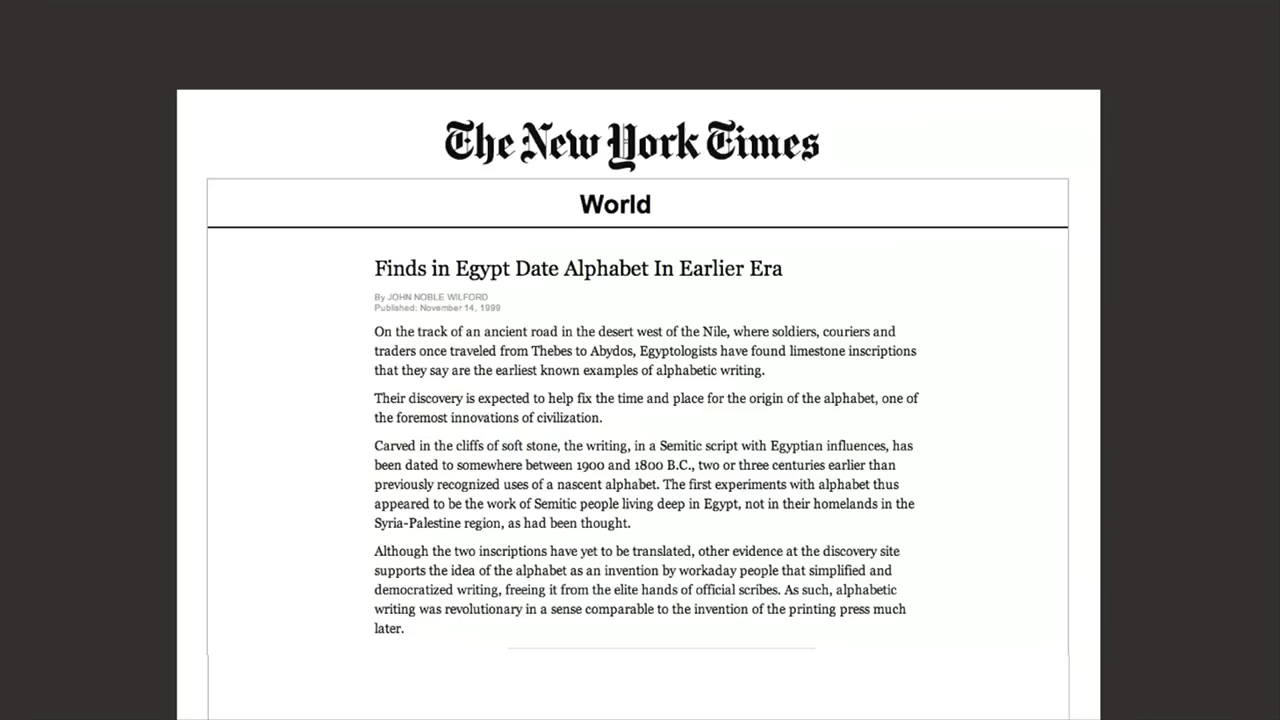 The New York Times
World
Finds in Egypt Date Alphabet In Earlier Era
By JOHN NOBLE WILFORD
Published: November 14, 1999
On the track of an ancient road in the desert west of the Nile, where soldiers, couriers and
traders once traveled from Thebes to Abydos, Egyptologists have found limestone inscriptions
that they say are the earliest known examples of alphabetic writing.
Their discovery is expected to help fix the time and place for the origin of the alphabet, one of
the foremost innovations of civilization.
Carved in the cliffs of soft stone, the writing, in a Semitic script with Egyptian influences, has
been dated to somewhere between 1900 and 1800 B.C., two or three centuries earlier than
previously recognized uses of a nascent alphabet. The first experiments with alphabet thus
appeared to be the work of Semitic people living deep in Egypt, not in their homelands in the
Syria-Palestine region, as had been thought.
Although the two inscriptions have yet to be translated, other evidence at the discovery site
supports the idea of the alphabet as an invention by workaday people that simplified and
democratized writing, freeing it from the elite hands of official scribes. As such, alphabetic
writing was revolutionary in a sense comparable to the invention of the printing press much
later.